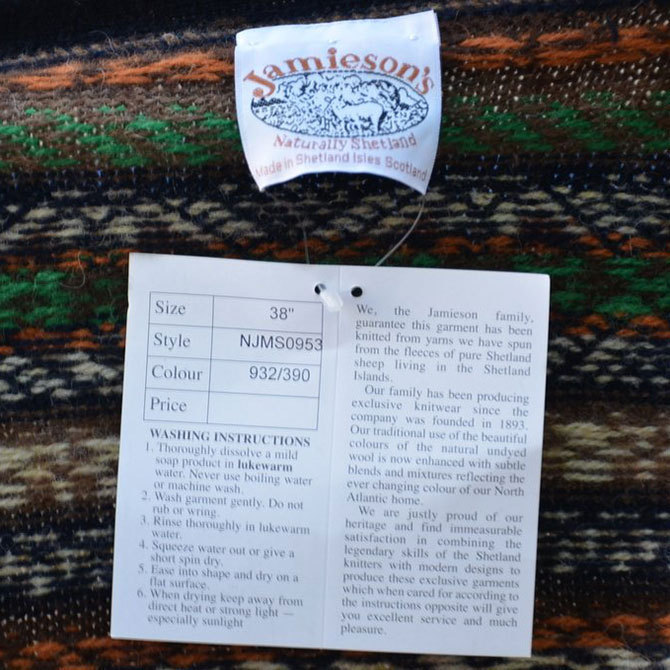 Jamieson's
Naturally Shetland
Made in Shetland Isles Scotland
Size 38"
Style NJMS0953
Colour 932/390
Price
WASHING INSTRUCTIONS
1. Thoroughly dissolve a mild
soap product in lukewarm
water. Never use boiling water
or machine wash.
2. Wash garment gently. Do not
rub or wring.
3. Rinse thoroughly in lukewarm
water.
4. Squeeze water out or give a
short spin dry.
5. Ease into shape and dry on a
flat surface.
6. When drying keep away from
direct heat or strong light —
especially sunlight
We, the Jamieson family,
guarantee this garment has been
knitted from yarns we have spun
from the fleeces of pure Shetland
sheep living in the Shetland
Islands.
Our family has been producing
exclusive knitwear since the
company was founded in 1893.
Our traditional use of the beautiful
colours of the natural undyed
wool is now enhanced with subtle
blends and mixtures reflecting the
ever changing colour of our North
Atlantic home.
We are justly proud of our
heritage and find immeasurable
satisfaction in combining the
legendary skills of the Shetland
knitters with modern designs to
produce these exclusive garments
which when cared for according to
the instructions opposite will give
you excellent service and much
pleasure.